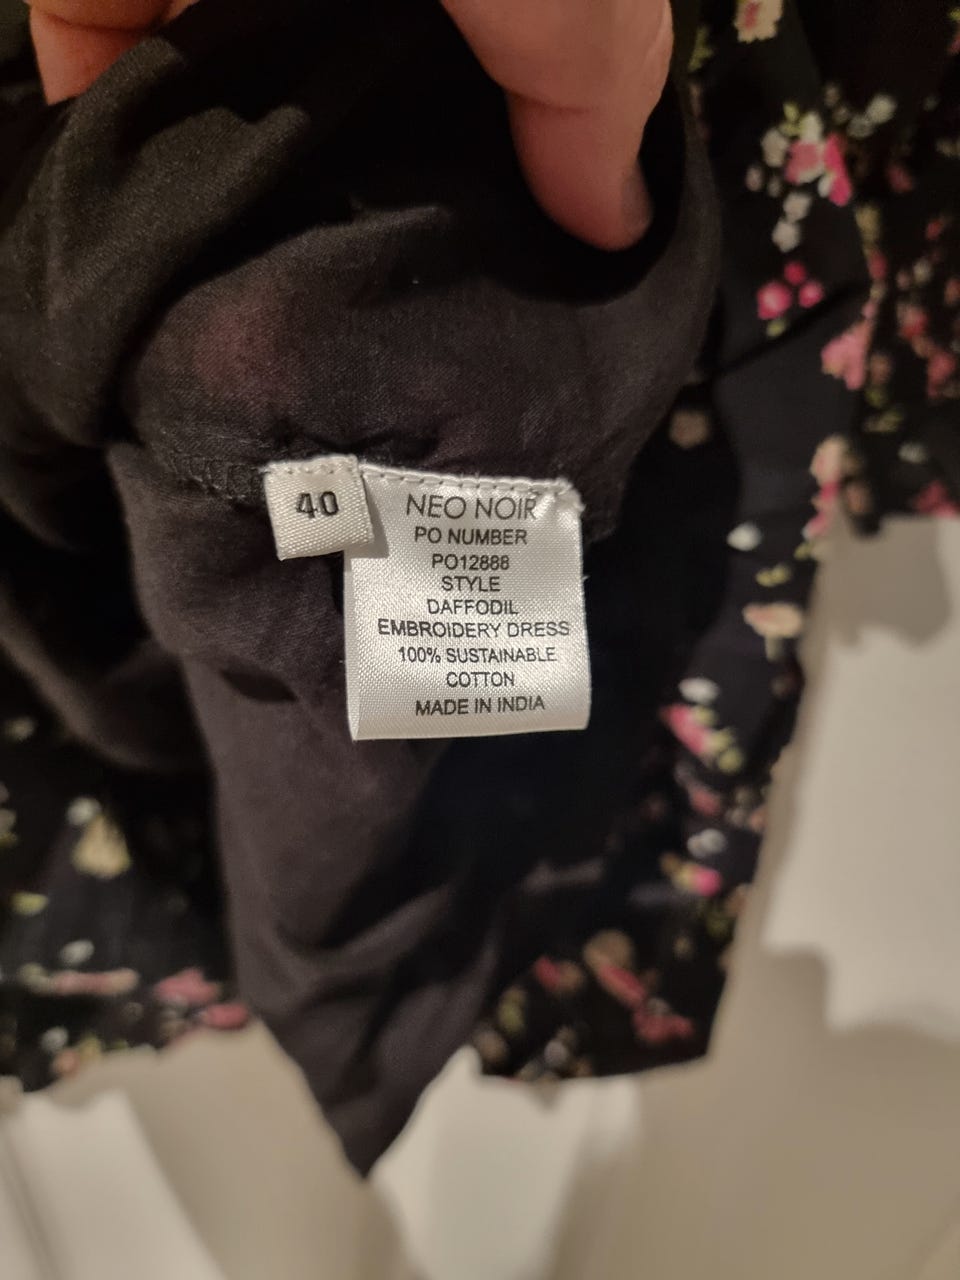 40
NEO NOIR
PO NUMBER
PO12888
STYLE
DAFFODIL
EMBROIDERY DRESS
100% SUSTAINABLE
COTTON
MADE IN INDIA